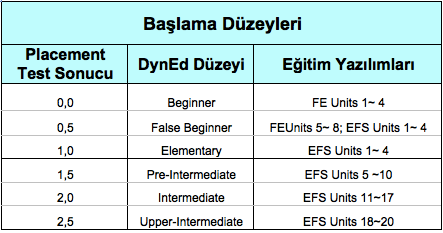 Başlama Düzeyleri
Placement Test Sonucu DynEd Düzeyi Eğitim Yazılımları
0,0 Beginner FE Units 1~ 4
0,5 False Beginner FEUnits 5~ 8; EFS Units 1~ 4
1,0 Elementary EFS Units 1~ 4
1,5 Pre-Intermediate EFS Units 5 ~10
2,0 Intermediate EFS Units 11~17
2,5 Upper-Intermediate EFS Units 18~20